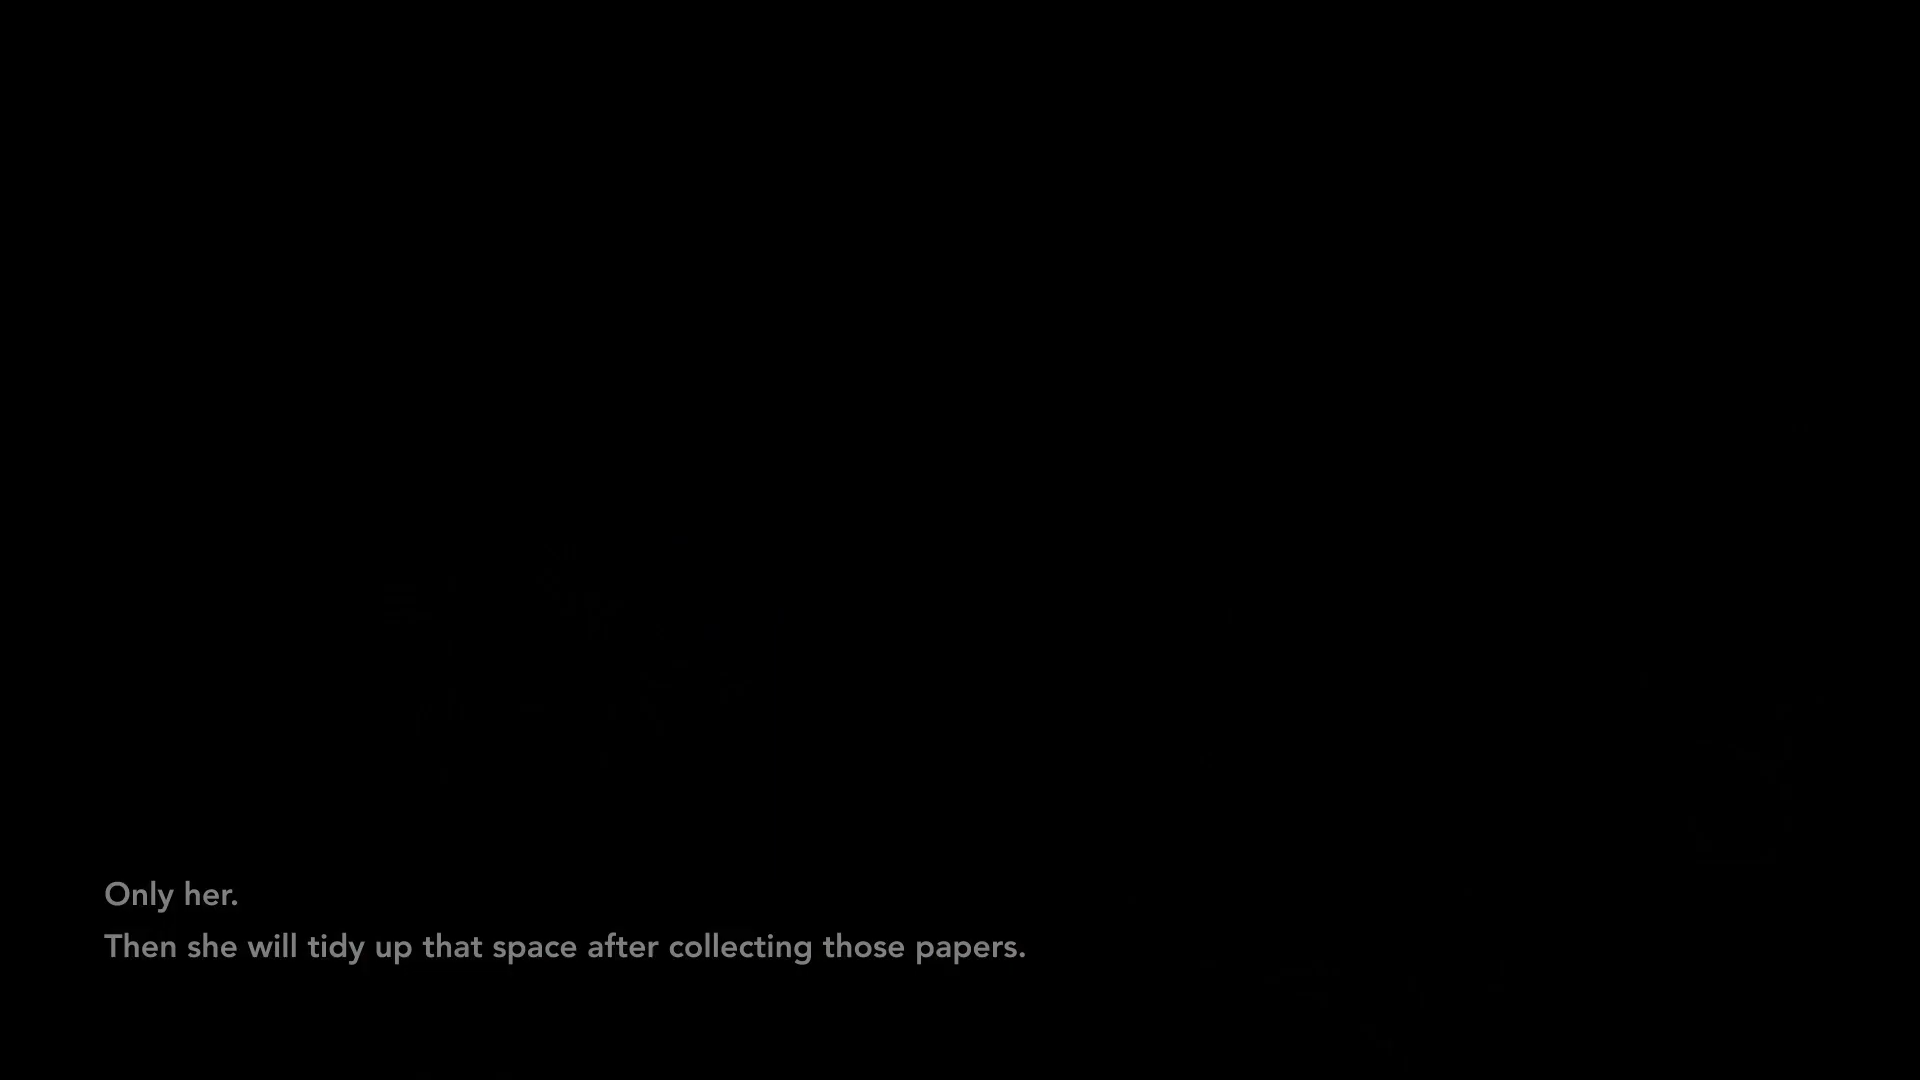 Only her.
Then she will tidy up that space after collecting those papers.